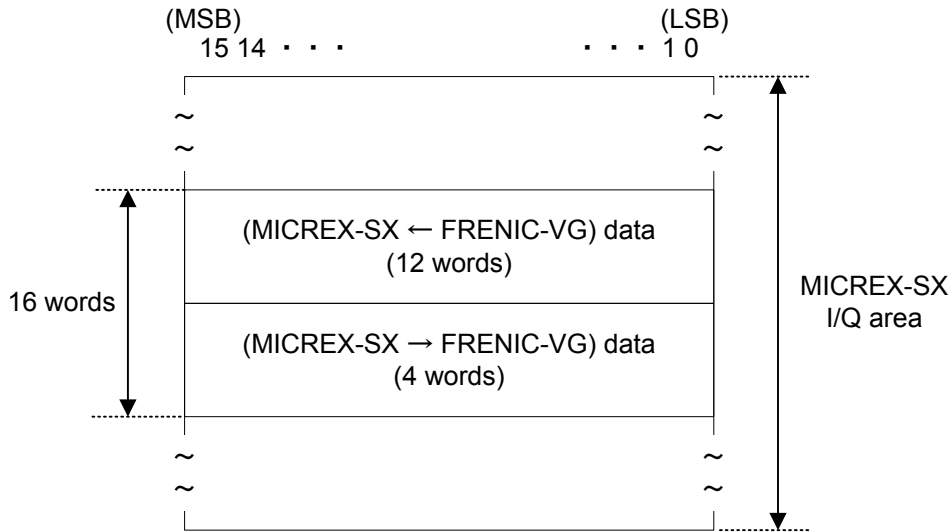 (MSB) (LSB)
15 14 ・ ・ ・ ・ ・ ・ 1 0
~ ~
~ ~
(MICREX-SX ← FRENIC-VG) data
(12 words)
16 words
MICREX-SX
I/Q area
(MICREX-SX → FRENIC-VG) data
(4 words)
~ ~
~ ~